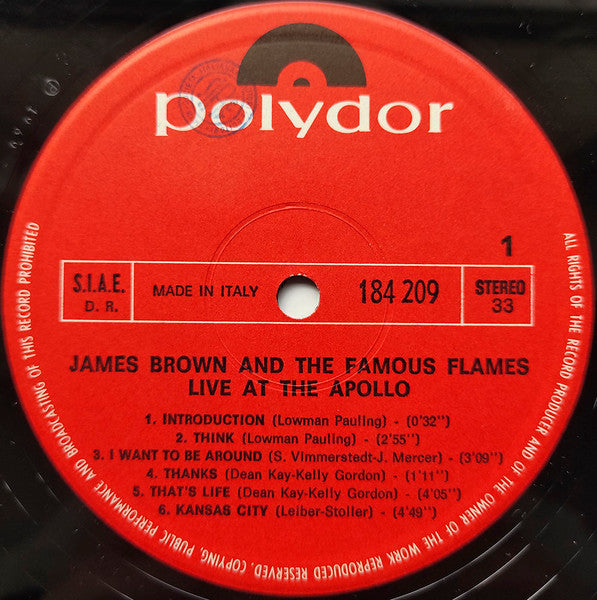 polydor
1
S.I.A.E.
D. R.
MADE IN ITALY
184 209
STEREO
33
JAMES BROWN AND THE FAMOUS FLAMES
LIVE AT THE APOLLO
1. INTRODUCTION (Lowman Pauling) - (0'32")
2. THINK (Lowman Pauling) - (2'55")
3. I WANT TO BE AROUND (S. Vimmerstedt-J. Mercer) - (3'09")
4. THANKS (Dean Kay-Kelly Gordon) - (1'11")
5. THAT'S LIFE (Dean Kay-Kelly Gordon) - (4'05")
6. KANSAS CITY (Leiber-Stoller) - (4'49")
ALL RIGHTS OF THE RECORD PRODUCER AND OF THE OWNER OF THE WORK REPRODUCED RESERVED. COPYING, PUBLIC PERFORMANCE AND BROADCASTING OF THIS RECORD PROHIBITED